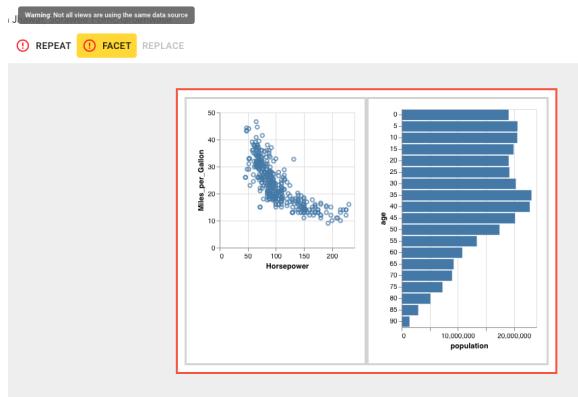 Warning: Not all views are using the same data source
REPEAT
FACET
REPLACE
50
40
30
20
10
0
Miles_per_Gallon
0 50 100 150 200
Horsepower
0
5
10
15
20
25
30
35
40
45
50
55
60
65
70
75
80
85
90
age
0 10,000,000 20,000,000
population